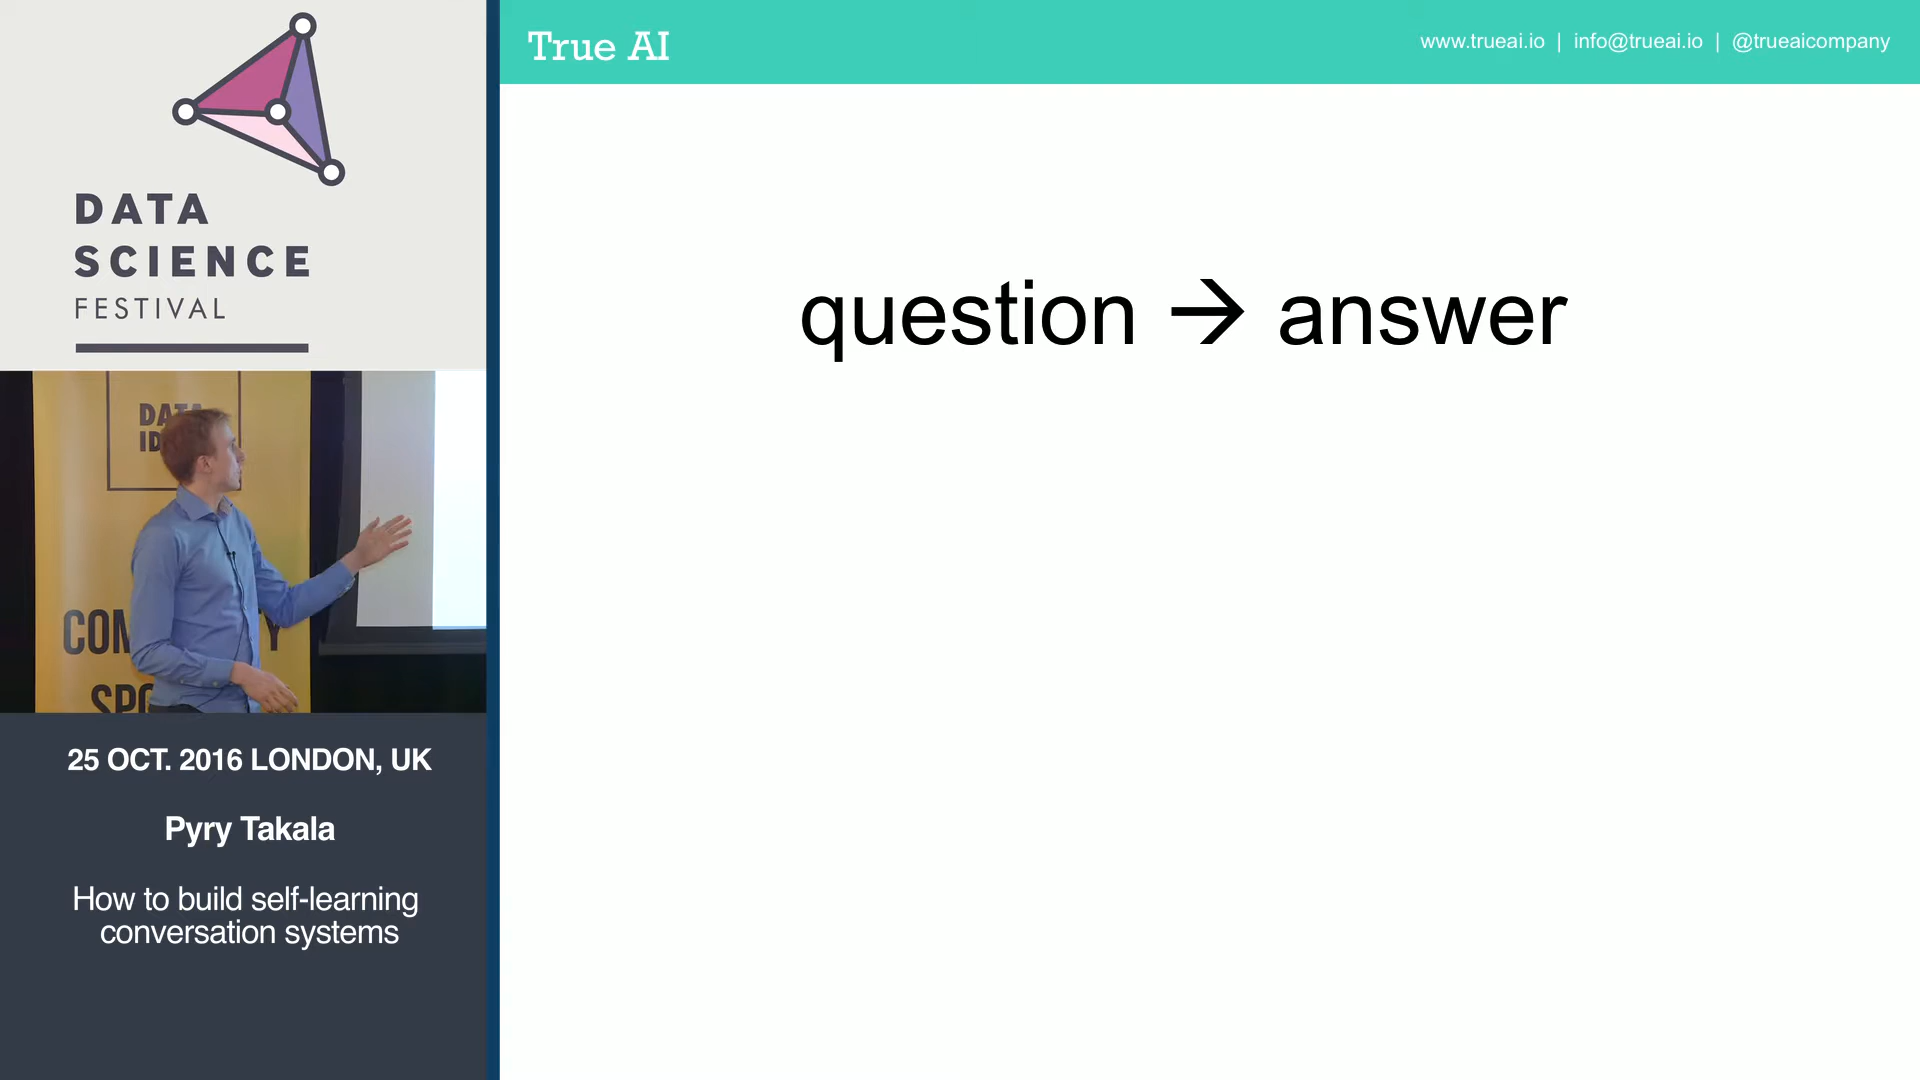 DATA
SCIENCE
FESTIVAL
True AI
www.trueai.io | info@trueai.io | @trueaicompany
question → answer
25 OCT. 2016 LONDON, UK
Pyry Takala
How to build self-learning
conversation systems